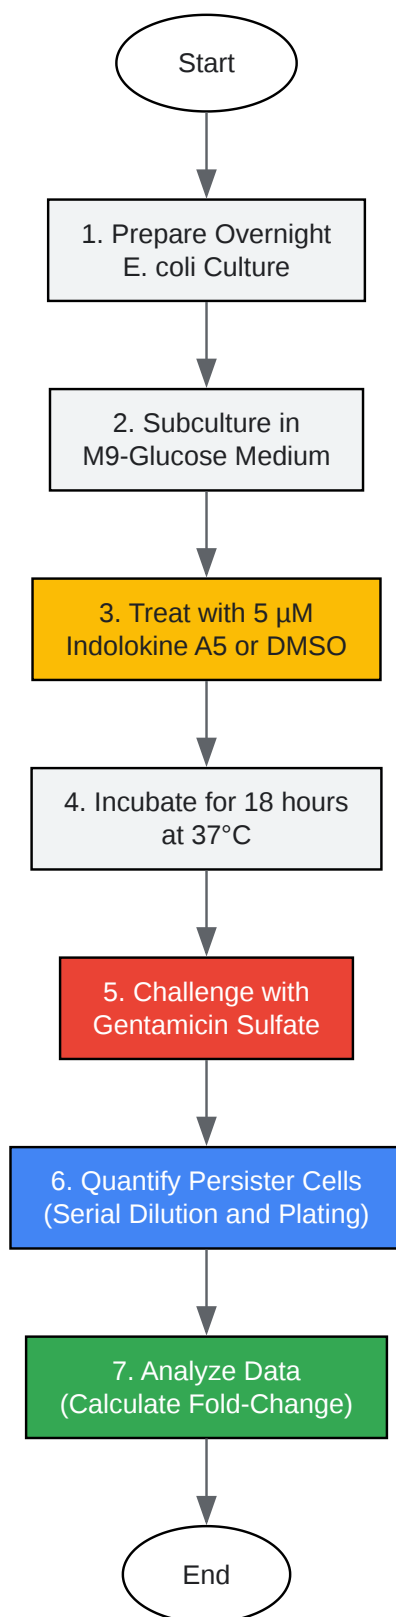 Start
1. Prepare Overnight
E. coli Culture
2. Subculture in
M9-Glucose Medium
3. Treat with 5 µM
Indolokine A5 or DMSO
4. Incubate for 18 hours
at 37°C
5. Challenge with
Gentamicin Sulfate
6. Quantify Persister Cells
(Serial Dilution and Plating)
7. Analyze Data
(Calculate Fold-Change)
End